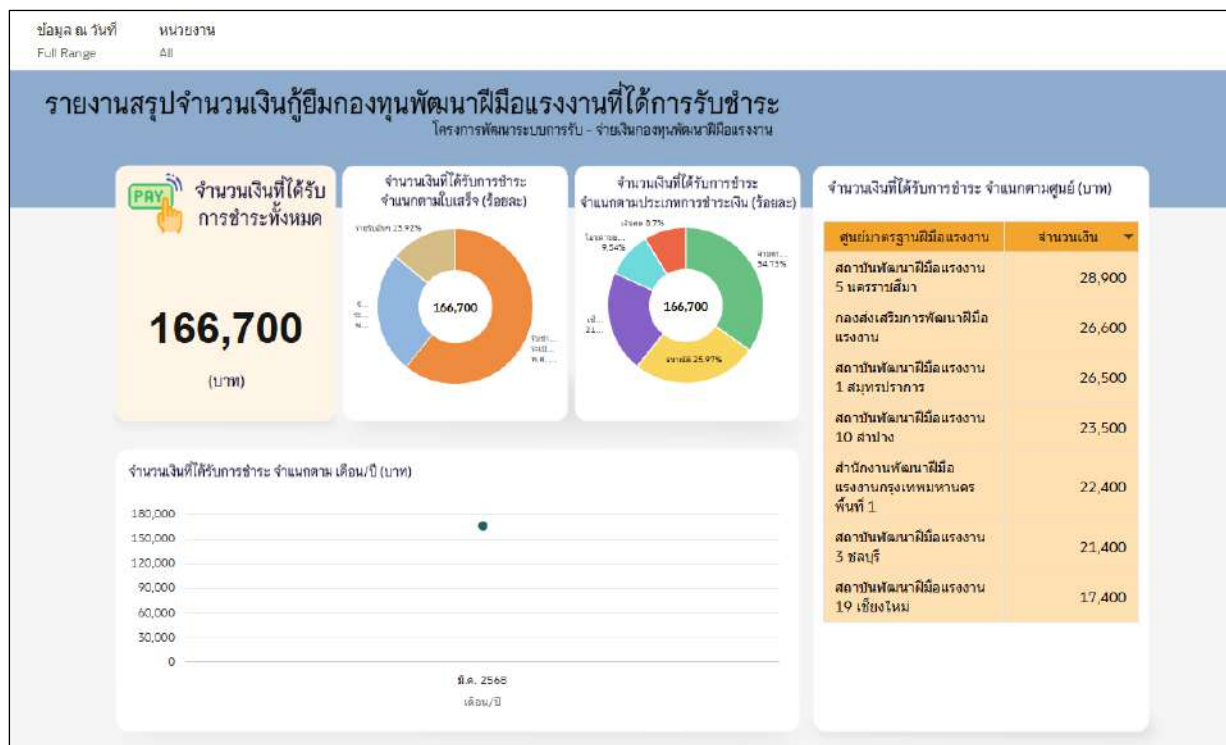 ข้อมูล ณ วันที่
หน่วยงาน
Full Range
All
รายงานสรุปจำนวนเงินกู้ยืมกองทุนพัฒนาฝีมือแรงงานที่ได้การรับชำระ
โครงการพัฒนาระบบการรับ - จ่ายเงินกองทุนพัฒนาฝีมือแรงงาน
PAY
จำนวนเงินที่ได้รับ
การชำระทั้งหมด
166,700
(บาท)
จำนวนเงินที่ได้รับการชำระ
จำแนกตามใบเสร็จ (ร้อยละ)
166,700
จำนวนเงินที่ได้รับการชำระ
จำแนกตามประเภทการชำระเงิน (ร้อยละ)
9.54%
34.73%
166,700
21...
ธนาณัติ 25.97%
จำนวนเงินที่ได้รับการชำระ จำแนกตามศูนย์ (บาท)
ศูนย์มาตรฐานฝีมือแรงงาน
จำนวนเงิน
สถาบันพัฒนาฝีมือแรงงาน
5 นครราชสีมา
28,900
กองส่งเสริมการพัฒนาฝีมือ
แรงงาน
26,600
สถาบันพัฒนาฝีมือแรงงาน
1 สมุทรปราการ
26,500
สถาบันพัฒนาฝีมือแรงงาน
10 ลำปาง
23,500
สำนักงานพัฒนาฝีมือ
แรงงานกรุงเทพมหานคร
พื้นที่ 1
22,400
สถาบันพัฒนาฝีมือแรงงาน
3 ชลบุรี
21,400
สถาบันพัฒนาฝีมือแรงงาน
19 เชียงใหม่
17,400
จำนวนเงินที่ได้รับการชำระ จำแนกตาม เดือน/ปี (บาท)
180,000
150,000
120,000
90,000
60,000
30,000
0
มี.ค. 2568
เดือน/ปี